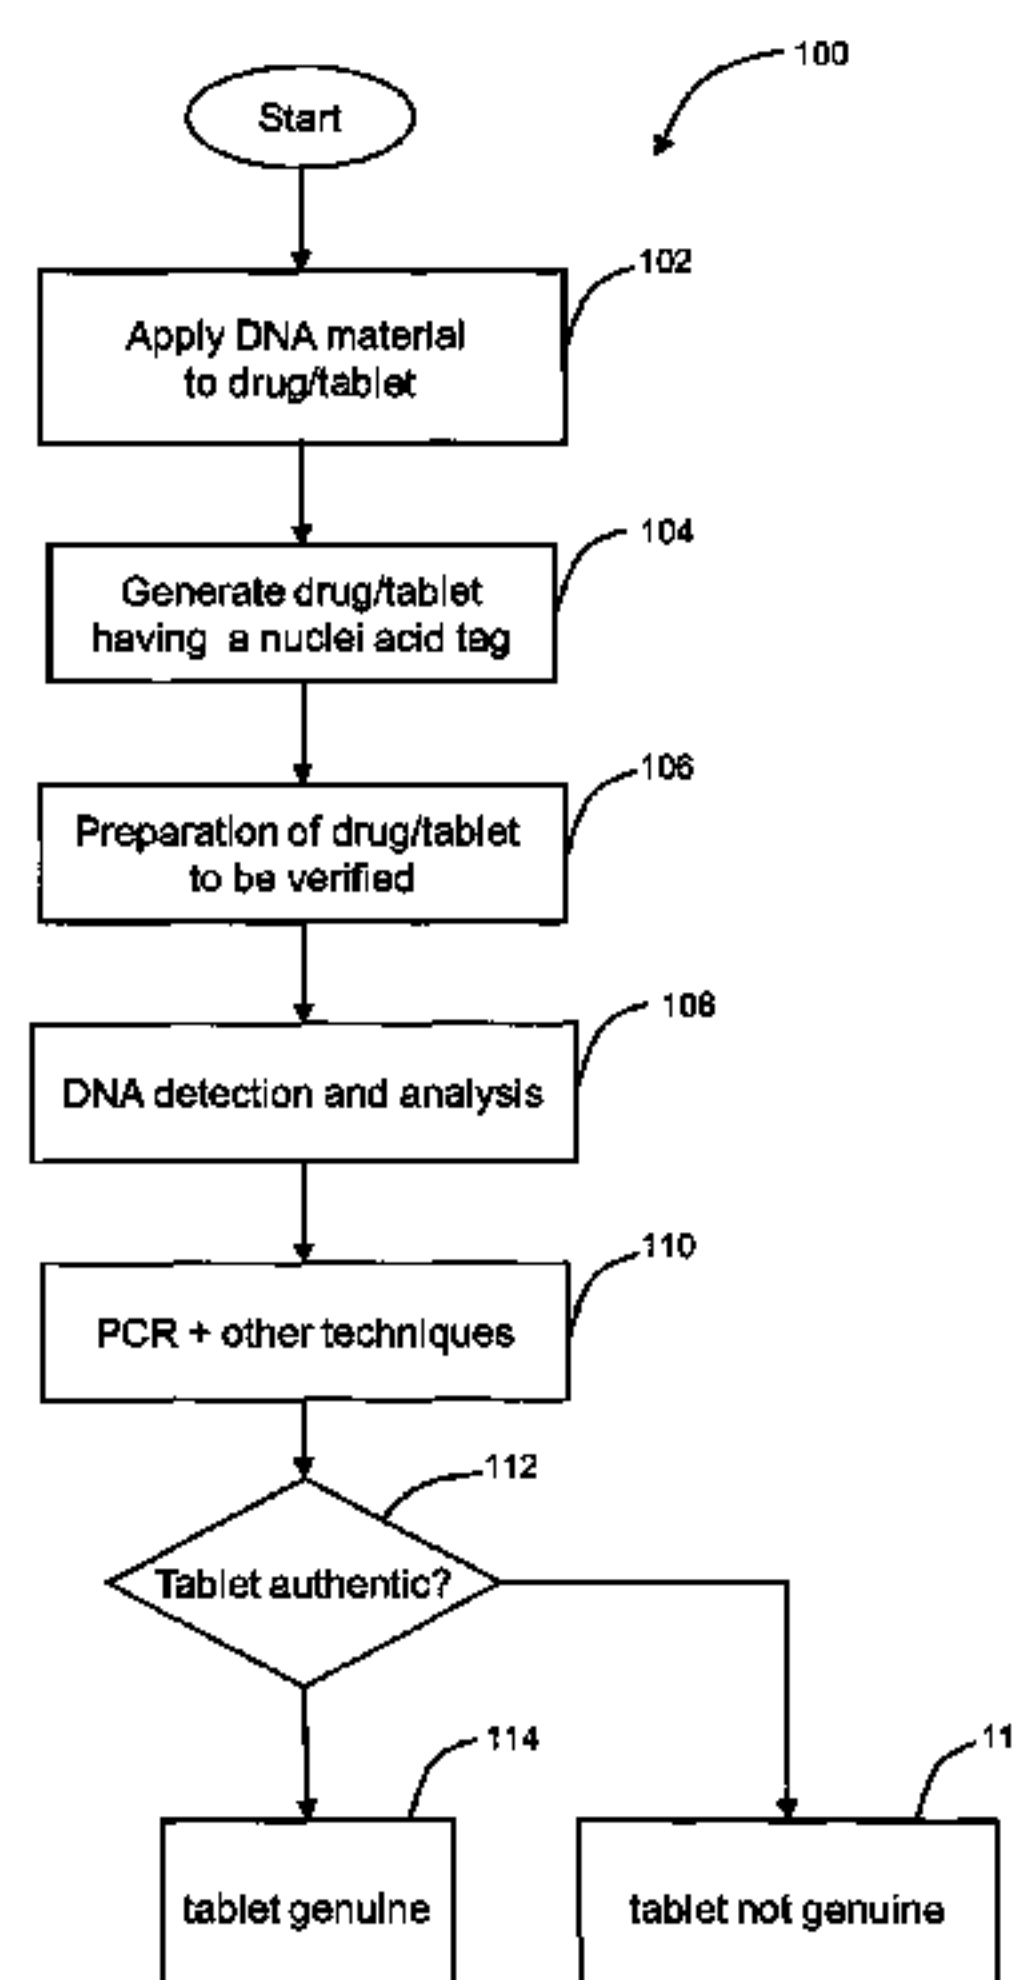 100
Start
102
Apply DNA material
to drug/tablet
104
Generate drug/tablet
having a nuclei acid tag
106
Preparation of drug/tablet
to be verified
108
DNA detection and analysis
110
PCR + other techniques
112
Tablet authentic?
114
11
tablet genuine
tablet not genuine